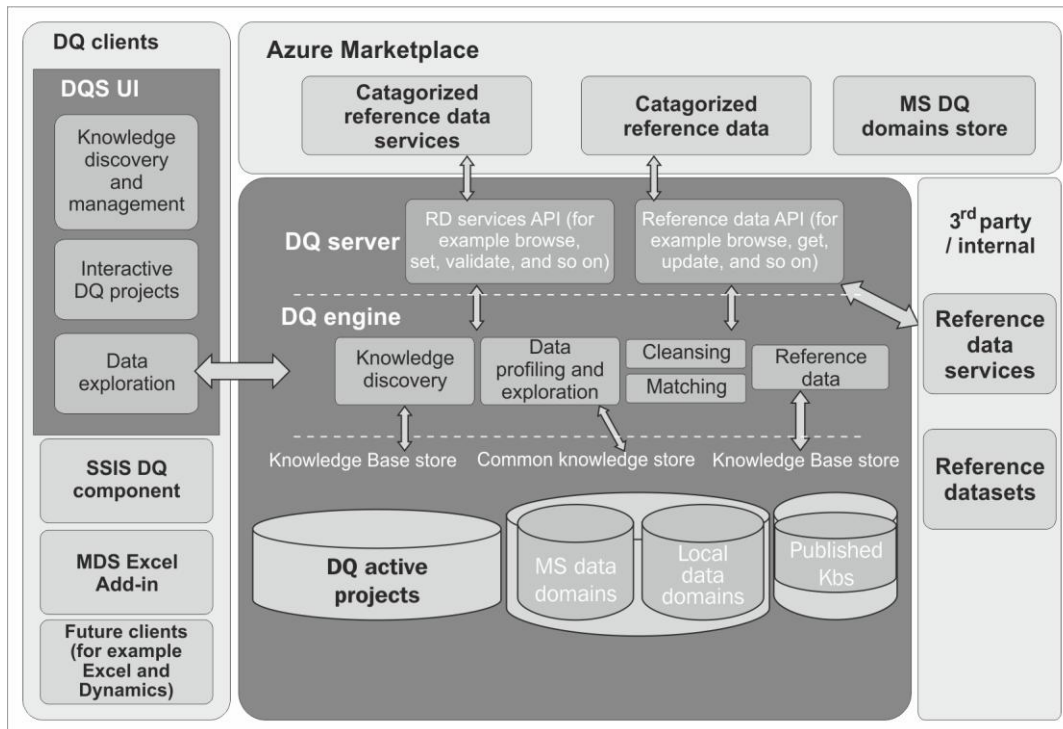 DQ clients
DQS UI
Knowledge
discovery
and
management
Interactive
DQ projects
Data
exploration
SSIS DQ
component
MDS Excel
Add-in
Future clients
(for example
Excel and
Dynamics)
Azure Marketplace
Catagorized
reference data
services
Catagorized
reference data
MS DQ
domains store
DQ server
RD services API (for
example browse,
set, validate, and so on)
Reference data API (for
example browse, get,
update, and so on)
DQ engine
Knowledge
discovery
Data
profiling and
exploration
Cleansing
Matching
Reference
data
Knowledge Base store
Common knowledge store
Knowledge Base store
DQ active
projects
MS data
domains
Local
data
domains
Published
Kbs
3rd party
/ internal
Reference
data
services
Reference
datasets